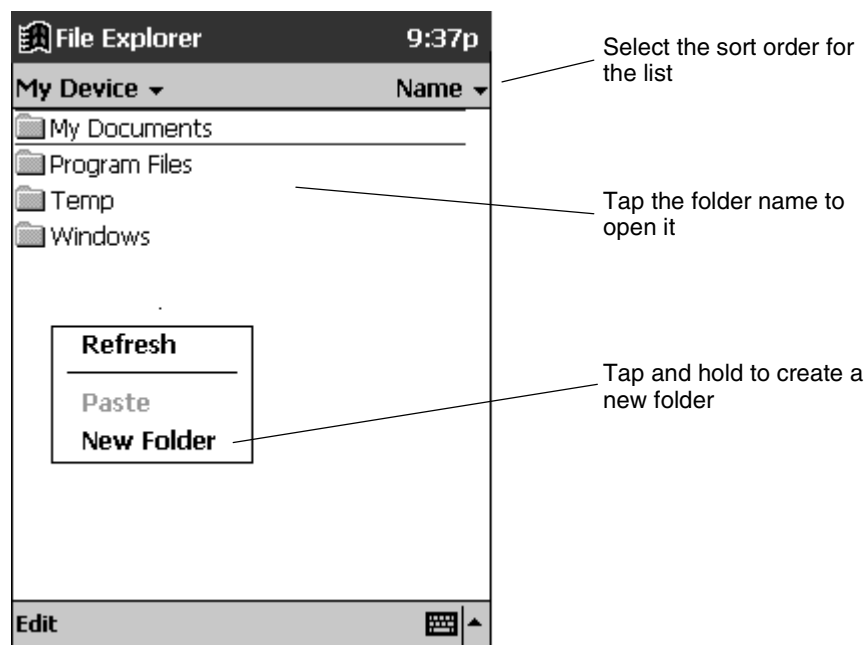 File Explorer 9:37p
My Device Name
My Documents
Program Files
Temp
Windows
Refresh
Paste
New Folder
Edit
Select the sort order for
the list
Tap the folder name to
open it
Tap and hold to create a
new folder